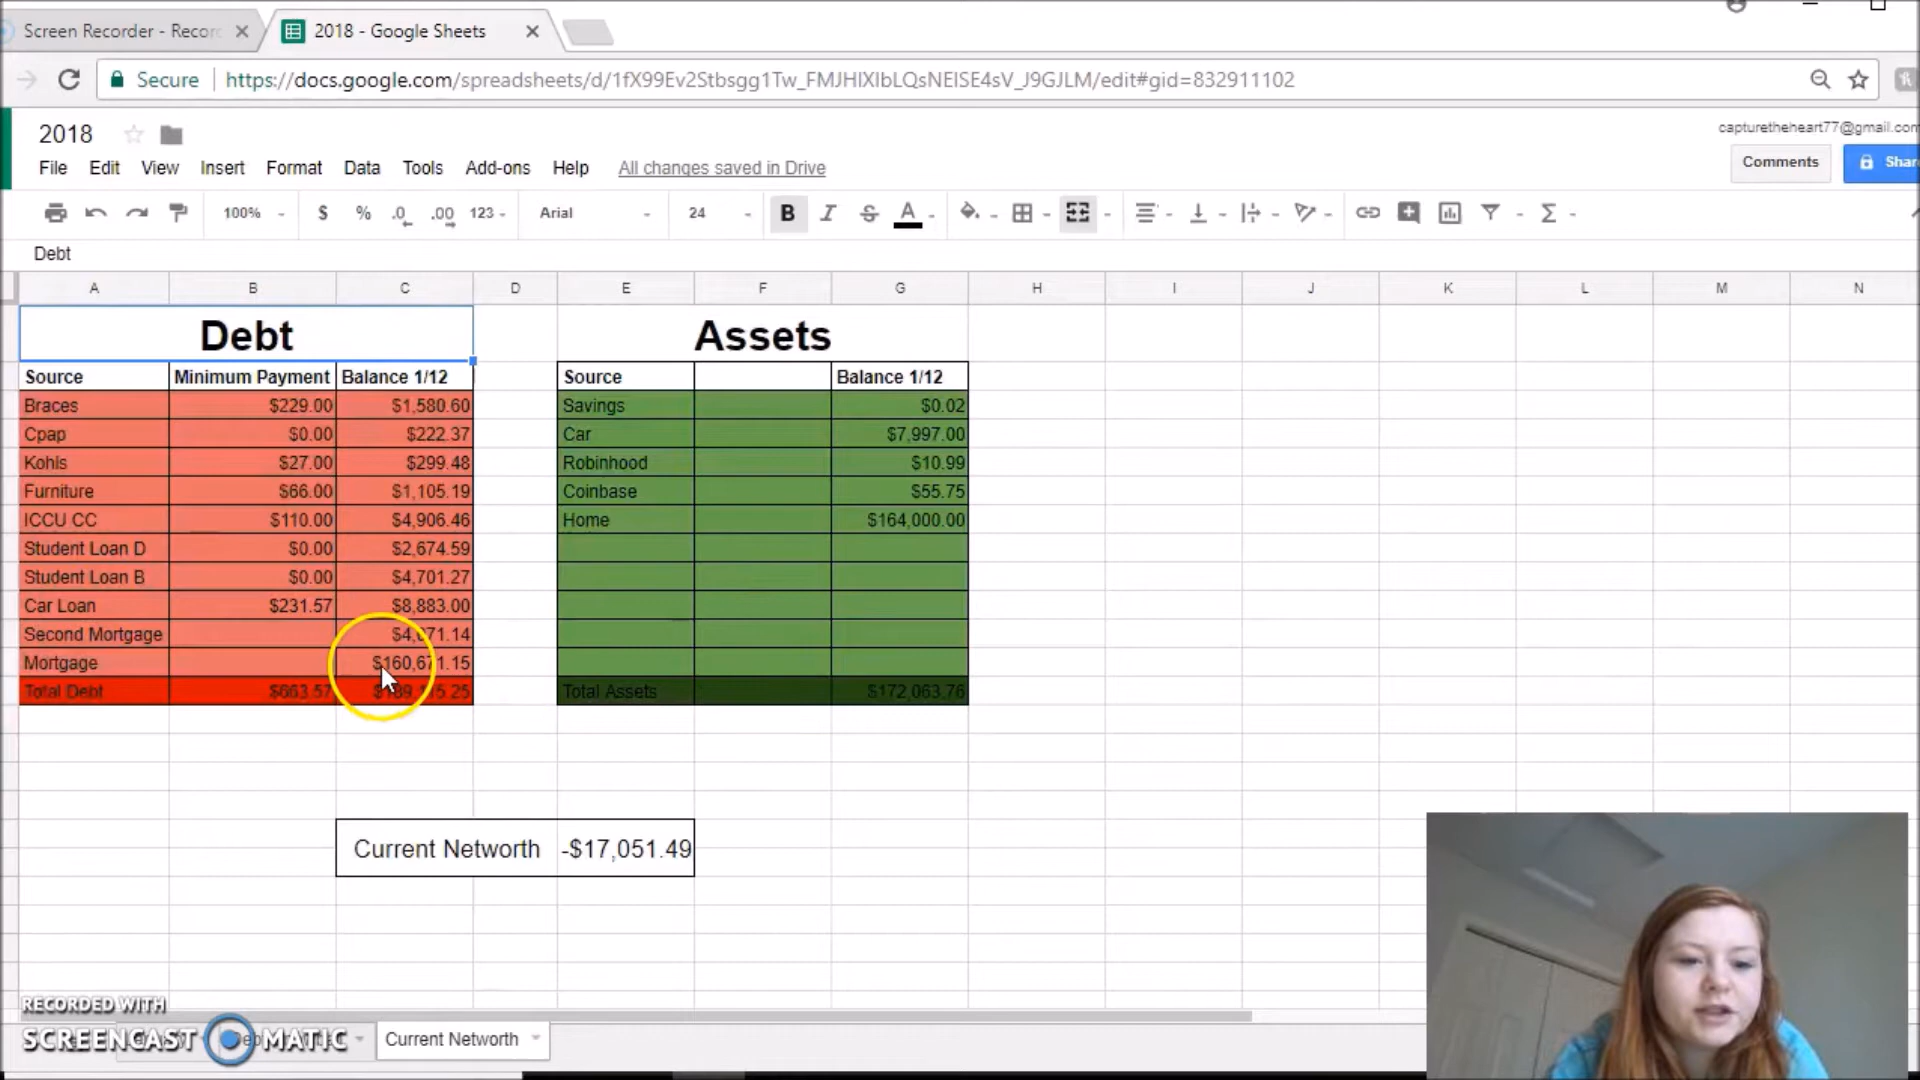 Screen Recorder - Recor
2018 - Google Sheets
Secure https://docs.google.com/spreadsheets/d/1fX99Ev2Stbsgg1Tw_FMJHIXIbLQsNEISE4sV_J9GJLM/edit#gid=832911102
2018
capturetheheart77@gmail.com
File Edit View Insert Format Data Tools Add-ons Help All changes saved in Drive
Comments Shar
100% $ % .0 .00 123 Arial 24 B I S A Σ
Debt
A B C D E F G H I J K L M N
Debt Assets
Source Minimum Payment Balance 1/12 Source Balance 1/12
Braces $229.00 $1,580.60 Savings $0.02
Cpap $0.00 $222.37 Car $7,997.00
Kohls $27.00 $299.48 Robinhood $10.99
Furniture $66.00 $1,105.19 Coinbase $55.75
ICCU CC $110.00 $4,906.46 Home $164,000.00
Student Loan D $0.00 $2,674.59
Student Loan B $0.00 $4,701.27
Car Loan $231.57 $8,883.00
Second Mortgage $4,071.14
Mortgage $160,671.15
Total Debt $663.57 Total Assets $172,063.76
Current Networth -$17,051.49
RECORDED WITH
SCREENCAST MATIC
Current Networth